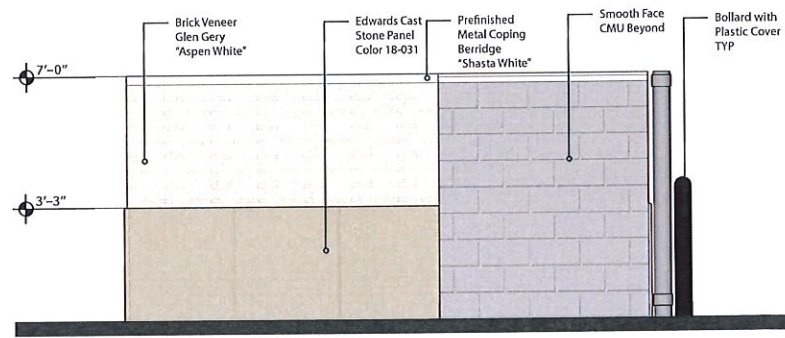 Brick Veneer
Glen Gery
"Aspen White"
Edwards Cast
Stone Panel
Color 18-031
Prefinished
Metal Coping
Berridge
"Shasta White"
Smooth Face
CMU Beyond
Bollard with
Plastic Cover
TYP
7'-0"
3'-3"